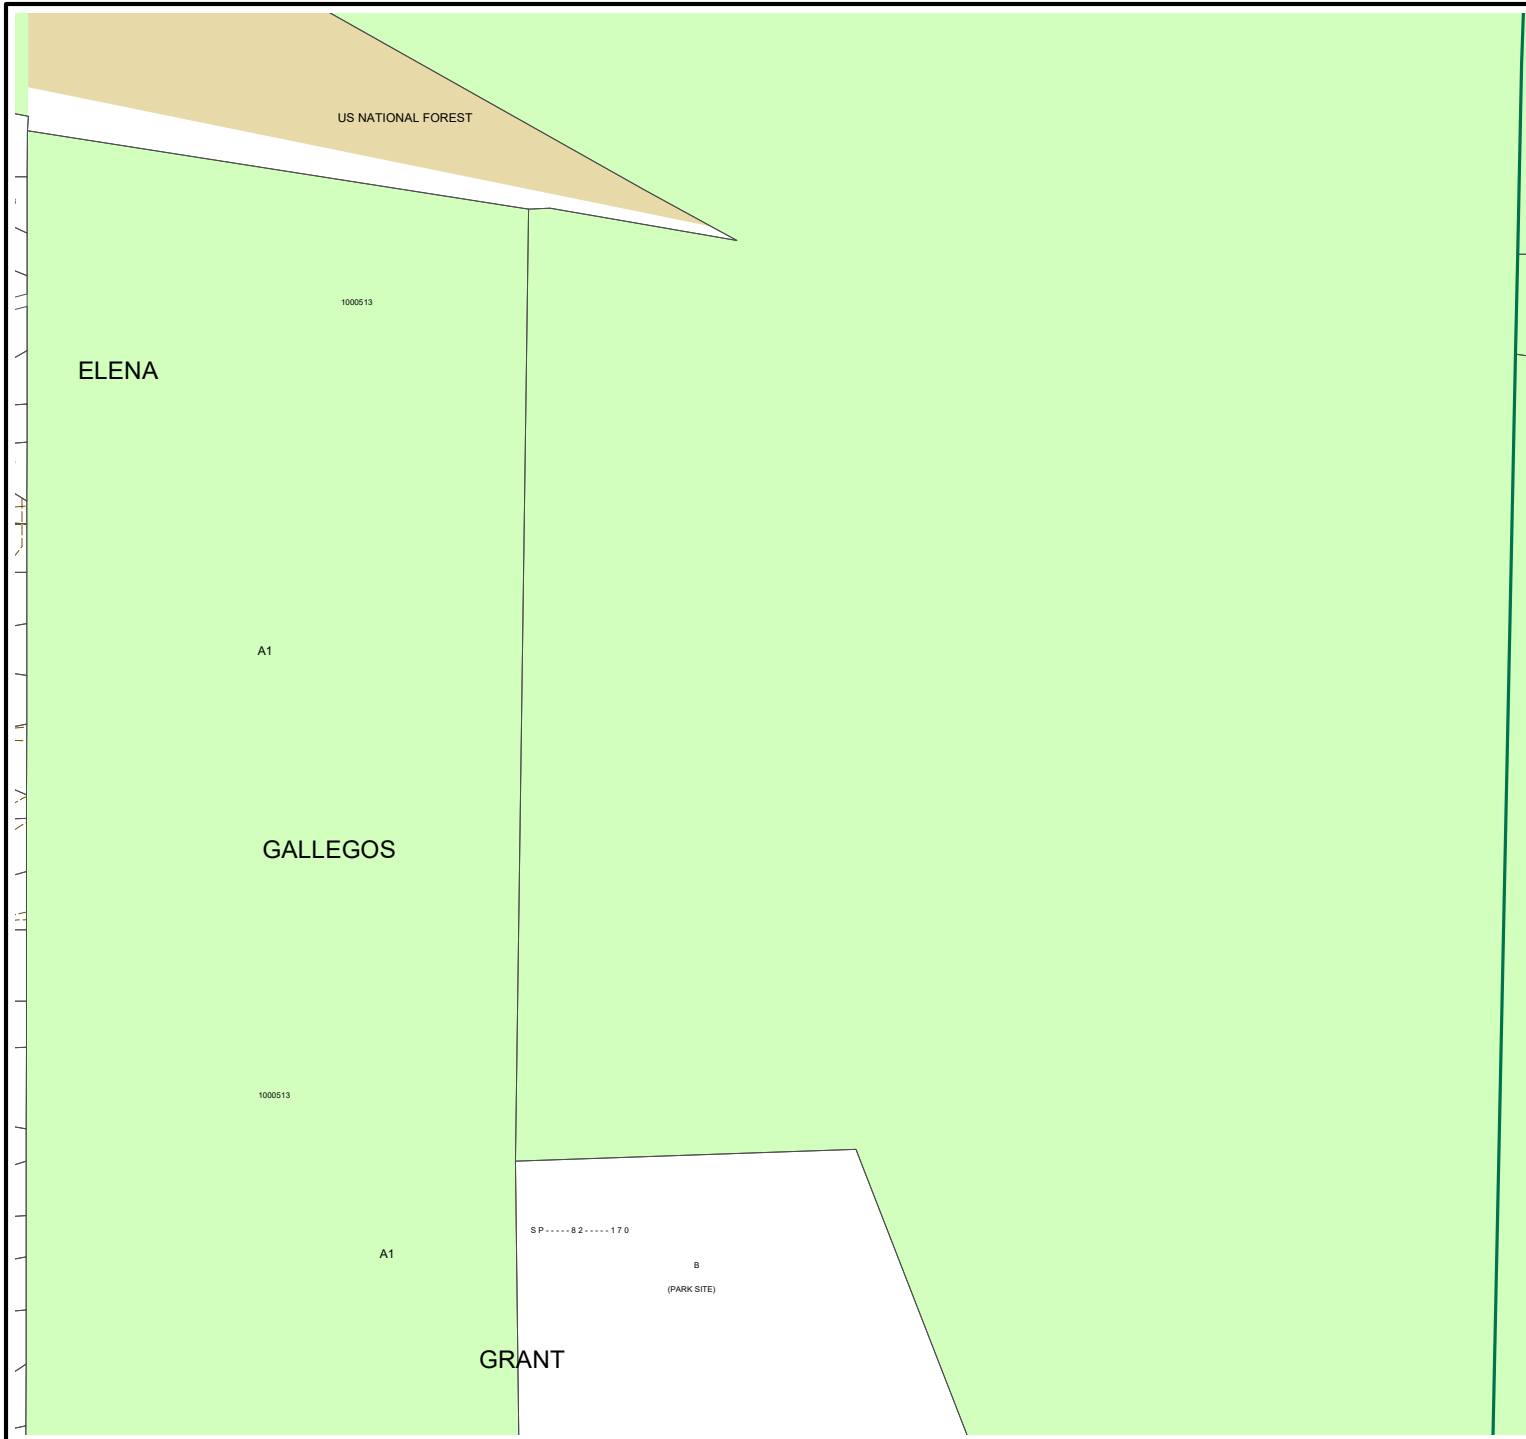 US NATIONAL FOREST
1000513
ELENA
A1
GALLEGOS
1000513
SP-----82-----170
A1
B
(PARK SITE)
GRANT